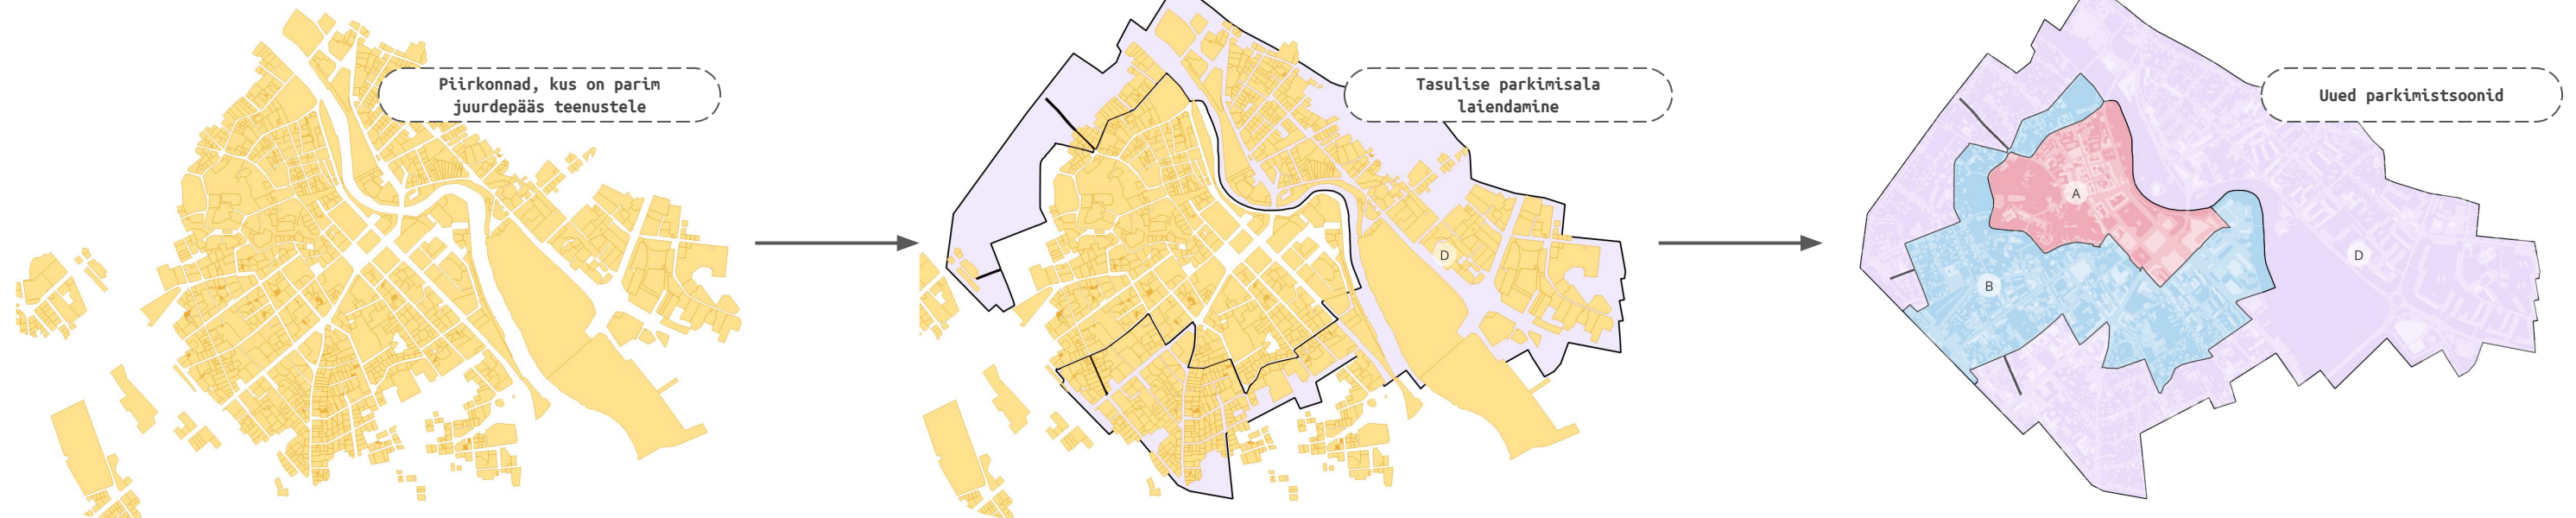 Piirkonnad, kus on parim
juurdepääs teenustele
Tasulise parkimisala
laiendamine
D
Uued parkimistsoonid
A
B
D